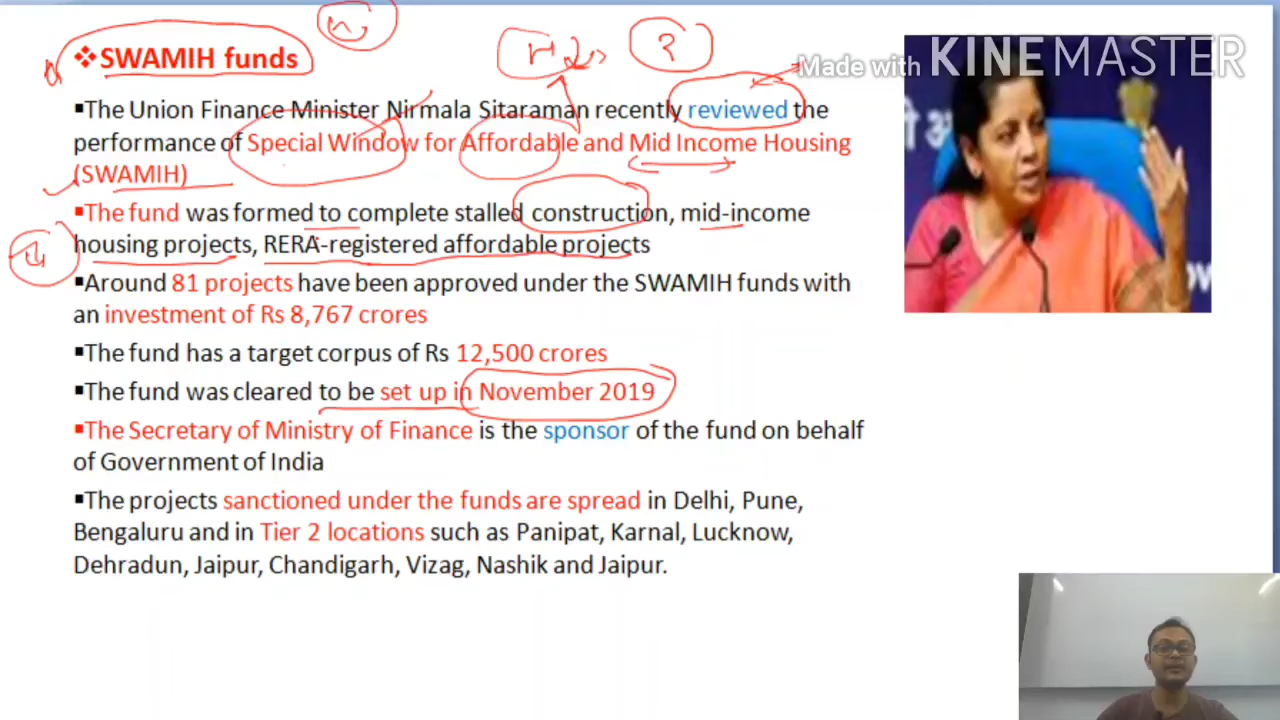 ❖SWAMIH funds
Made with KINEMASTER
▪The Union Finance Minister Nirmala Sitaraman recently reviewed the
performance of Special Window for Affordable and Mid Income Housing
(SWAMIH)
▪The fund was formed to complete stalled construction, mid-income
housing projects, RERA-registered affordable projects
▪Around 81 projects have been approved under the SWAMIH funds with
an investment of Rs 8,767 crores
▪The fund has a target corpus of Rs 12,500 crores
▪The fund was cleared to be set up in November 2019
▪The Secretary of Ministry of Finance is the sponsor of the fund on behalf
of Government of India
▪The projects sanctioned under the funds are spread in Delhi, Pune,
Bengaluru and in Tier 2 locations such as Panipat, Karnal, Lucknow,
Dehradun, Jaipur, Chandigarh, Vizag, Nashik and Jaipur.